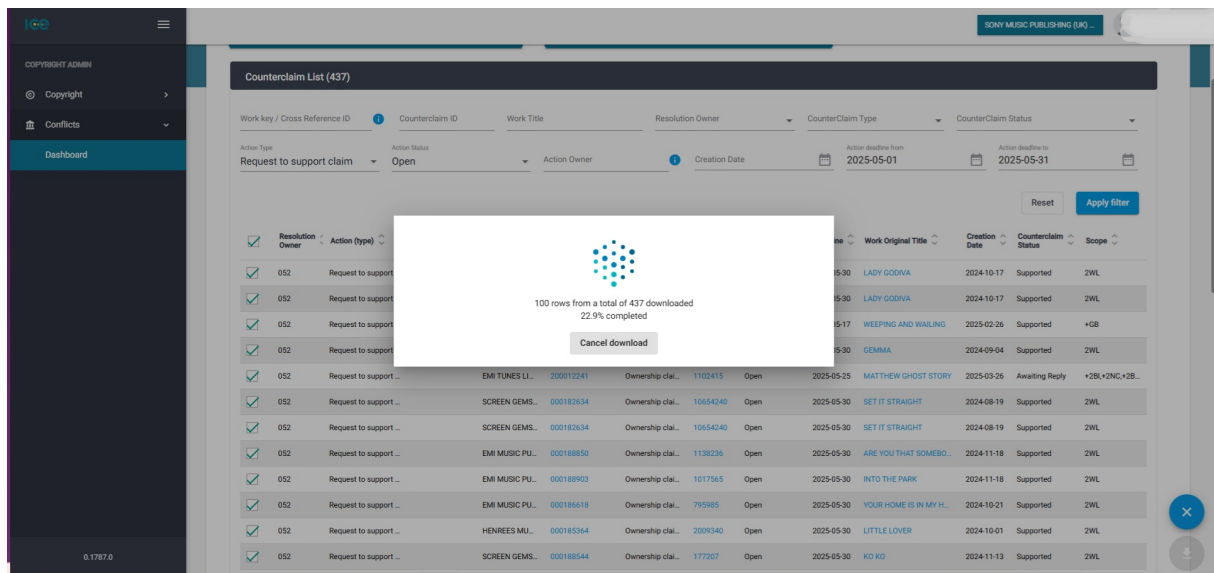 ICE
SONY MUSIC PUBLISHING (UK) ...
COPYRIGHT ADMIN
Copyright
Conflicts
Dashboard
0.1787.0
Counterclaim List (437)
Work key / Cross Reference ID Counterclaim ID Work Title Resolution Owner CounterClaim Type CounterClaim Status
Action Type Action Status Action deadline from Action deadline to
Request to support claim Open Action Owner Creation Date 2025-05-01 2025-05-31
Reset Apply filter
Resolution Owner Action (type) ne Work Original Title Creation Date Counterclaim Status Scope
052 Request to support 5-30 LADY GODIVA 2024-10-17 Supported 2WL
052 Request to support 5-30 LADY GODIVA 2024-10-17 Supported 2WL
052 Request to support 5-17 WEEPING AND WAILING 2025-02-26 Supported +GB
052 Request to support 5-30 GEMMA 2024-09-04 Supported 2WL
100 rows from a total of 437 downloaded
22.9% completed
Cancel download
052 Request to support ... EMI TUNES LI... 200012241 Ownership clai... 1102415 Open 2025-05-25 MATTHEW GHOST STORY 2025-03-26 Awaiting Reply +2BI,+2NC,+2B...
052 Request to support ... SCREEN GEMS... 000182634 Ownership clai... 10654240 Open 2025-05-30 SET IT STRAIGHT 2024-08-19 Supported 2WL
052 Request to support ... SCREEN GEMS... 000182634 Ownership clai... 10654240 Open 2025-05-30 SET IT STRAIGHT 2024-08-19 Supported 2WL
052 Request to support ... EMI MUSIC PU... 000188850 Ownership clai... 1138236 Open 2025-05-30 ARE YOU THAT SOMEBO... 2024-11-18 Supported 2WL
052 Request to support ... EMI MUSIC PU... 000188903 Ownership clai... 1017565 Open 2025-05-30 INTO THE PARK 2024-11-18 Supported 2WL
052 Request to support ... EMI MUSIC PU... 000186618 Ownership clai... 795985 Open 2025-05-30 YOUR HOME IS IN MY H... 2024-10-21 Supported 2WL
052 Request to support ... HENREES MU... 000185364 Ownership clai... 2009340 Open 2025-05-30 LITTLE LOVER 2024-10-01 Supported 2WL
052 Request to support ... SCREEN GEMS... 000188544 Ownership clai... 177207 Open 2025-05-30 KO KO 2024-11-13 Supported 2WL